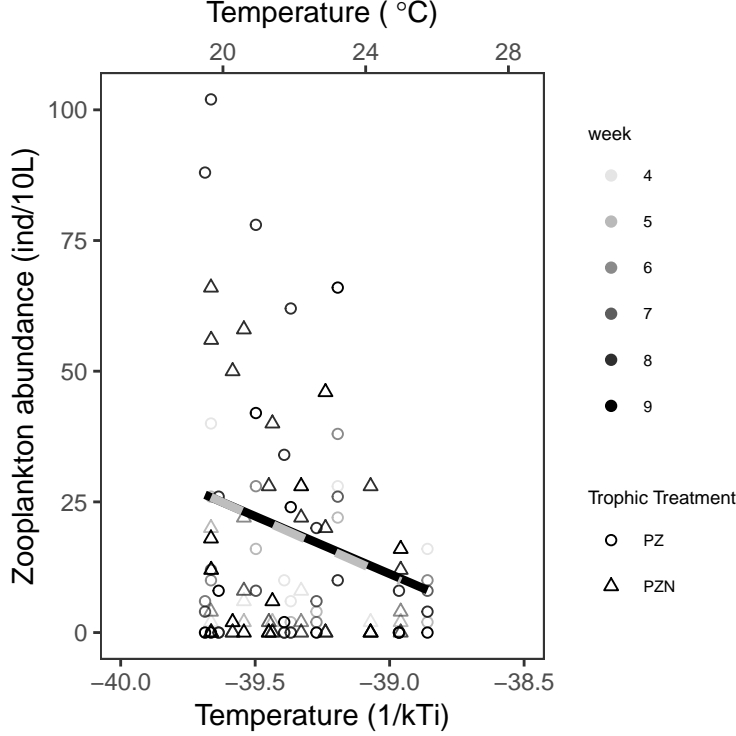 Temperature ( °C)
20 24 28
Zooplankton abundance (ind/10L)
100
75
50
25
0
−40.0 −39.5 −39.0 −38.5
Temperature (1/kTi)
week
4
5
6
7
8
9
Trophic Treatment
PZ
PZN